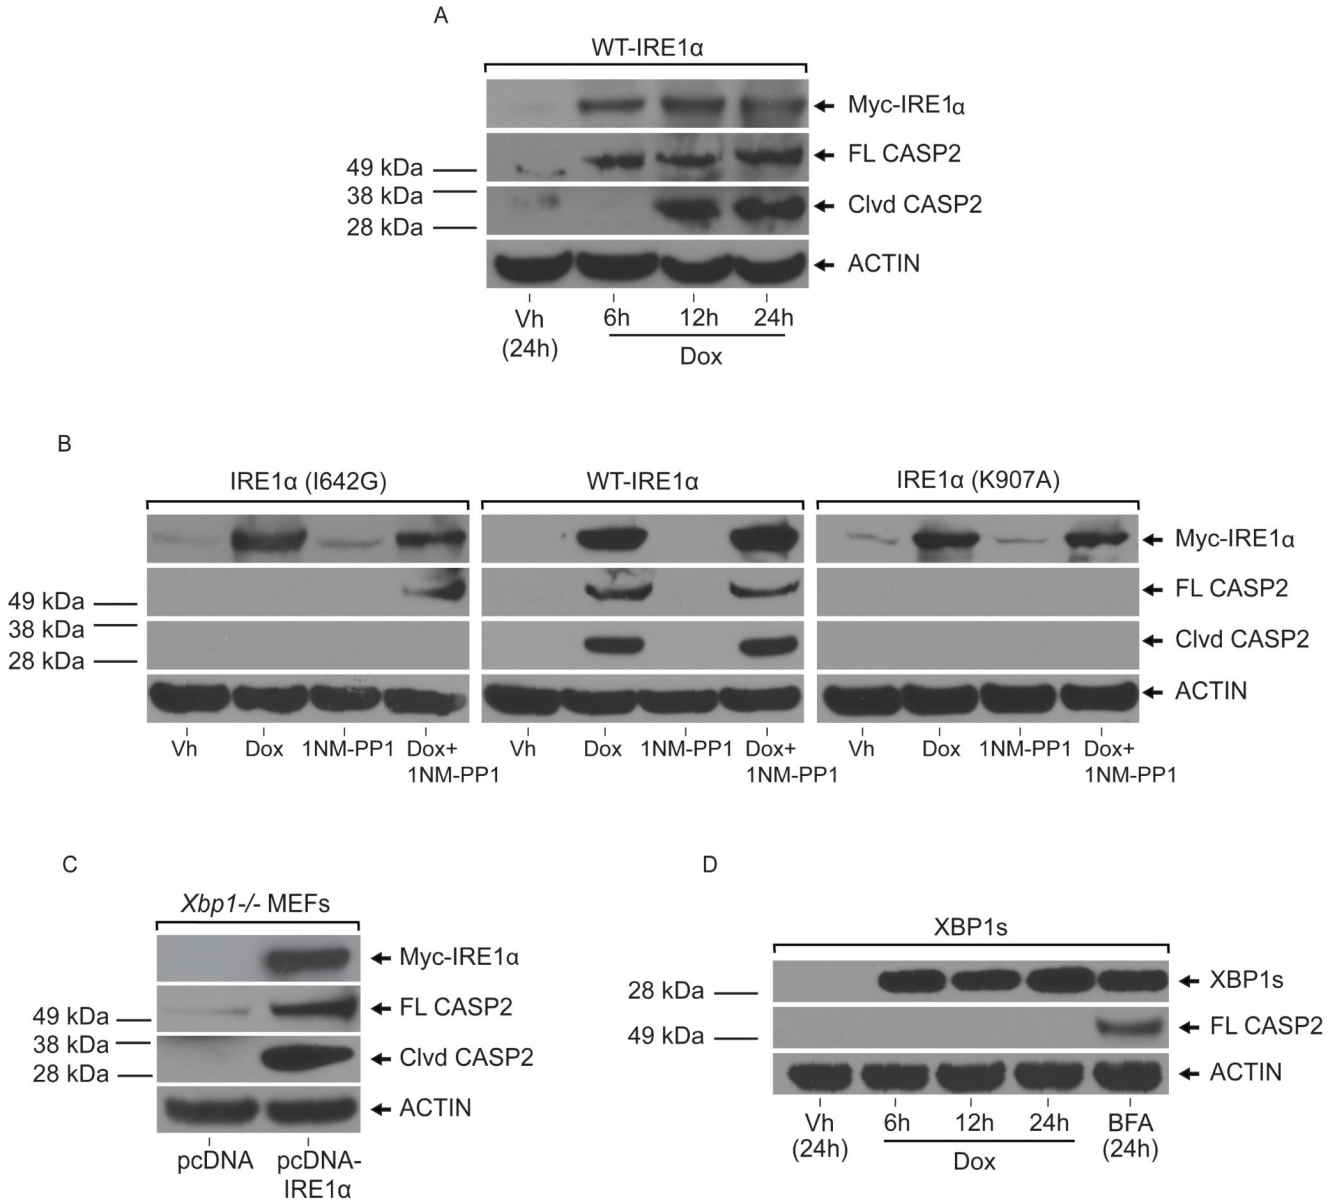 A
WT-IRE1α
Myc-IRE1α
FL CASP2
49 kDa
38 kDa
Clvd CASP2
28 kDa
ACTIN
Vh 6h 12h 24h
(24h) Dox
B
IRE1α (I642G) WT-IRE1α IRE1α (K907A)
Myc-IRE1α
FL CASP2
49 kDa
38 kDa
Clvd CASP2
28 kDa
ACTIN
Vh Dox 1NM-PP1 Dox+ Vh Dox 1NM-PP1 Dox+ Vh Dox 1NM-PP1 Dox+
1NM-PP1 1NM-PP1 1NM-PP1
C
Xbp1-/- MEFs
Myc-IRE1α
FL CASP2
49 kDa
38 kDa
Clvd CASP2
28 kDa
ACTIN
pcDNA pcDNA-
IRE1α
D
XBP1s
XBP1s
28 kDa
FL CASP2
49 kDa
ACTIN
Vh 6h 12h 24h BFA
(24h) Dox (24h)